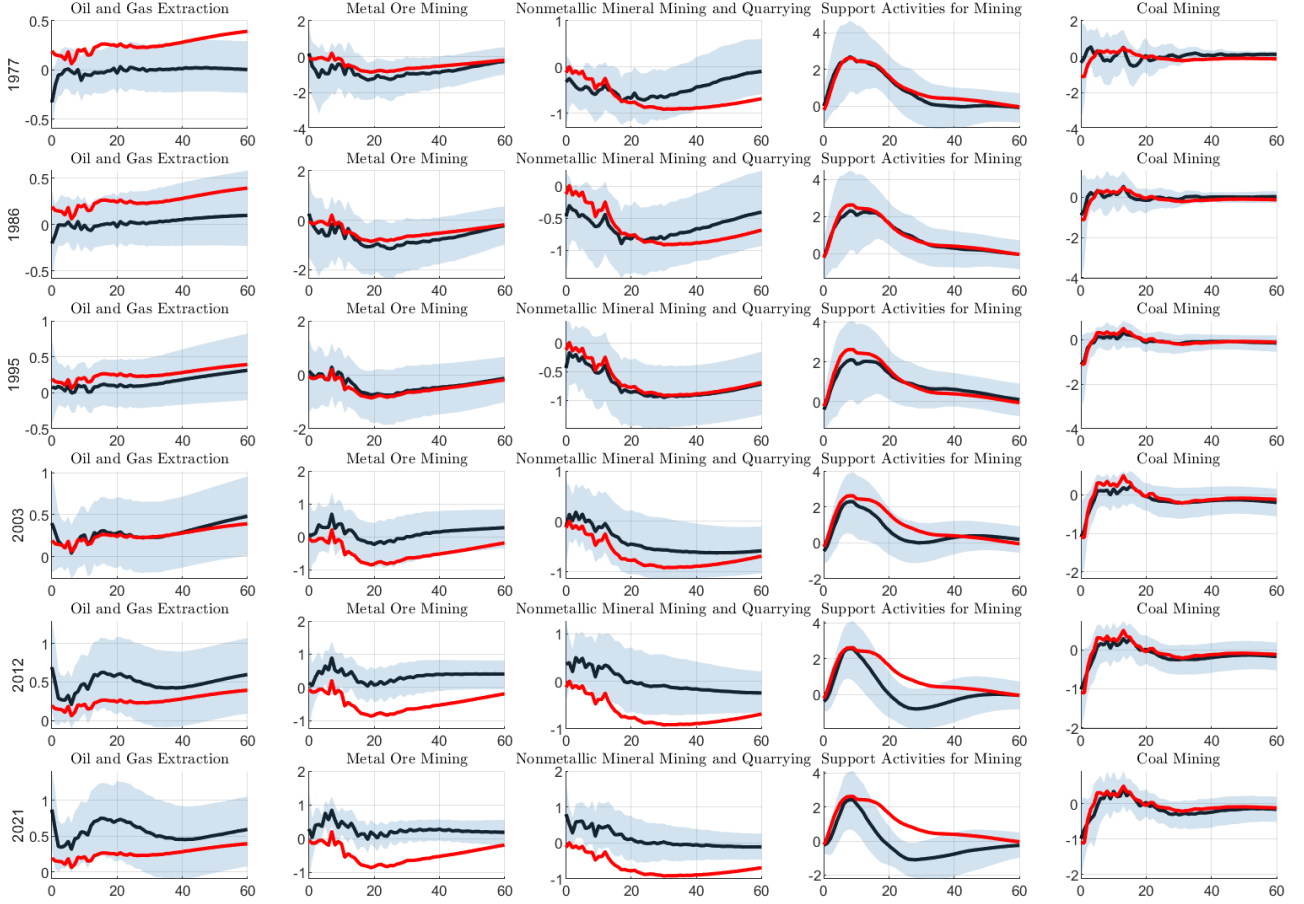 Oil and Gas Extraction Metal Ore Mining Nonmetallic Mineral Mining and Quarrying Support Activities for Mining Coal Mining
1977
0.5 0 -0.5
2 0 -2 -4
0 -1
4 2 0
2 0 -2 -4
0 20 40 60 0 20 40 60 0 20 40 60 0 20 40 60 0 20 40 60
Oil and Gas Extraction Metal Ore Mining Nonmetallic Mineral Mining and Quarrying Support Activities for Mining Coal Mining
1986
0.5 0 -0.5
2 0 -2
0 -0.5 -1
4 2 0
0 -2 -4
0 20 40 60 0 20 40 60 0 20 40 60 0 20 40 60 0 20 40 60
Oil and Gas Extraction Metal Ore Mining Nonmetallic Mineral Mining and Quarrying Support Activities for Mining Coal Mining
1995
1 0.5 0 -0.5
2 0 -2
0 -0.5 -1
4 2 0
0 -2 -4
0 20 40 60 0 20 40 60 0 20 40 60 0 20 40 60 0 20 40 60
Oil and Gas Extraction Metal Ore Mining Nonmetallic Mineral Mining and Quarrying Support Activities for Mining Coal Mining
2003
1 0.5 0
2 1 0 -1
1 0 -1
4 2 0 -2
0 -1 -2
0 20 40 60 0 20 40 60 0 20 40 60 0 20 40 60 0 20 40 60
Oil and Gas Extraction Metal Ore Mining Nonmetallic Mineral Mining and Quarrying Support Activities for Mining Coal Mining
2012
1 0.5 0
2 1 0 -1
1 0 -1
4 2 0
0 -1 -2
0 20 40 60 0 20 40 60 0 20 40 60 0 20 40 60 0 20 40 60
Oil and Gas Extraction Metal Ore Mining Nonmetallic Mineral Mining and Quarrying Support Activities for Mining Coal Mining
2021
1 0.5 0
2 1 0 -1
2 1 0 -1
4 2 0 -2
0 -1 -2
0 20 40 60 0 20 40 60 0 20 40 60 0 20 40 60 0 20 40 60